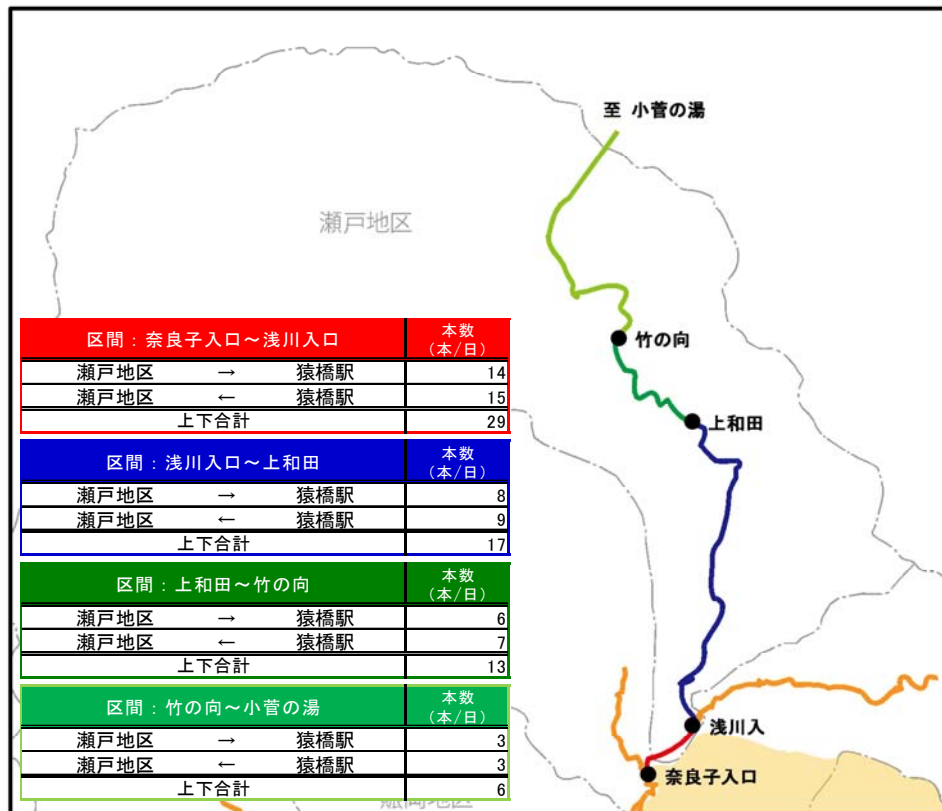 至 小菅の湯
瀬戸地区
竹の向
上和田
浅川入
奈良子入口
区間：奈良子入口～浅川入口 本数（本/日）
瀬戸地区 → 猿橋駅 14
瀬戸地区 ← 猿橋駅 15
上下合計 29
区間：浅川入口～上和田 本数（本/日）
瀬戸地区 → 猿橋駅 8
瀬戸地区 ← 猿橋駅 9
上下合計 17
区間：上和田～竹の向 本数（本/日）
瀬戸地区 → 猿橋駅 6
瀬戸地区 ← 猿橋駅 7
上下合計 13
区間：竹の向～小菅の湯 本数（本/日）
瀬戸地区 → 猿橋駅 3
瀬戸地区 ← 猿橋駅 3
上下合計 6